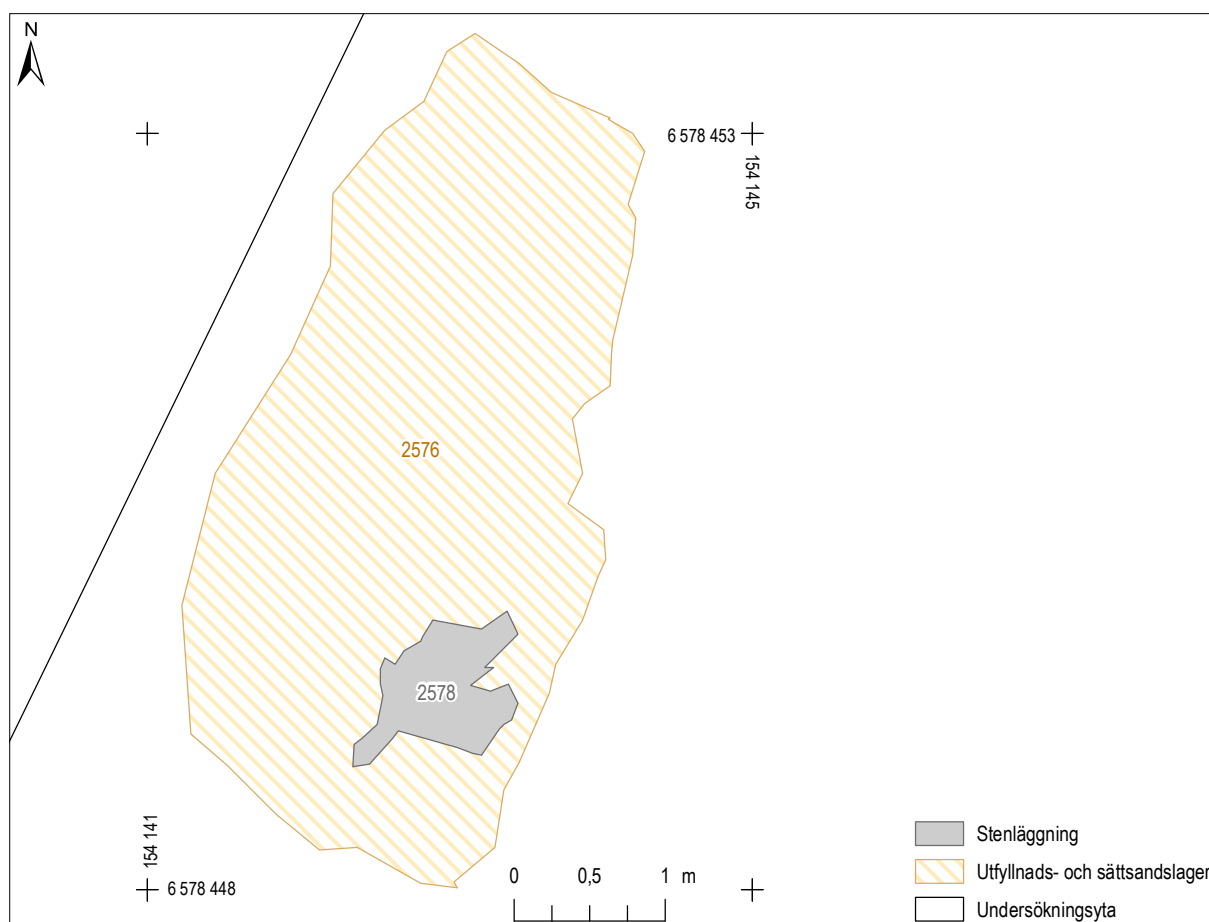 N
6 578 453
154 145
2576
2578
154 141
6 578 448
0 0,5 1 m
Stenläggning
Utfyllnads- och sättsandslager
Undersökningsyta